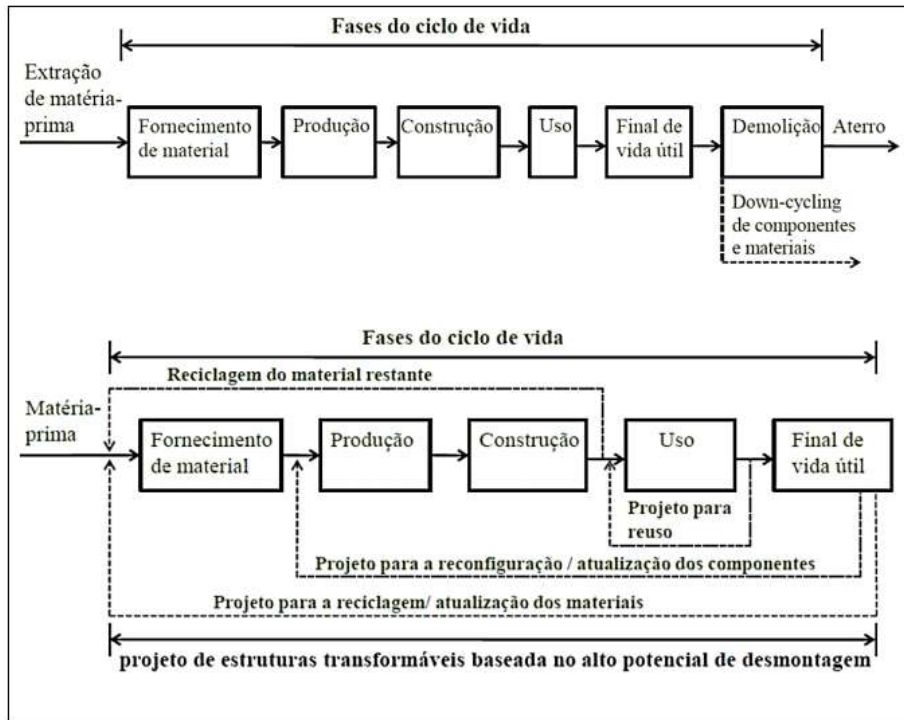 Fases do ciclo de vida
Extração
de matéria-
prima
Fornecimento
de material
Produção
Construção
Uso
Final de
vida útil
Demolição
Aterro
Down-cycling
de componentes
e materiais
Fases do ciclo de vida
Reciclagem do material restante
Matéria-
prima
Fornecimento
de material
Produção
Construção
Uso
Final de
vida útil
Projeto para
reuso
Projeto para a reconfiguração / atualização dos componentes
Projeto para a reciclagem/ atualização dos materiais
projeto de estruturas transformáveis baseada no alto potencial de desmontagem